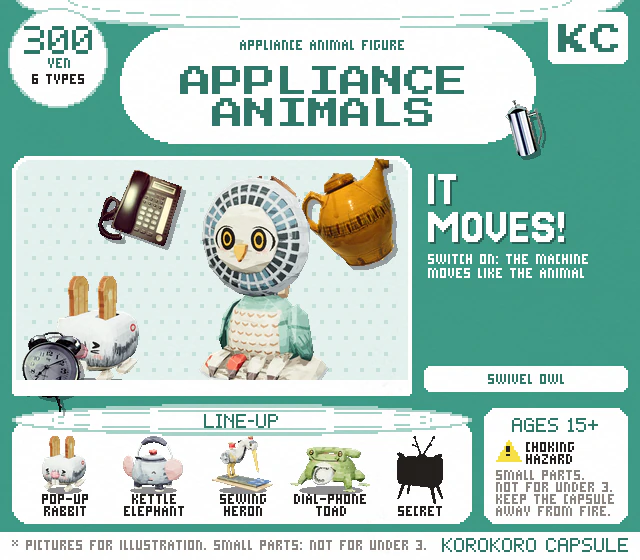 300
YEN
6 TYPES
APPLIANCE ANIMAL FIGURE
APPLIANCE
ANIMALS
KC
IT
MOVES!
SWITCH ON: THE MACHINE
MOVES LIKE THE ANIMAL
SWIVEL OWL
LINE-UP
POP-UP
RABBIT
KETTLE
ELEPHANT
SEWING
HERON
DIAL-PHONE
TOAD
SECRET
AGES 15+
CHOKING
HAZARD
SMALL PARTS.
NOT FOR UNDER 3.
KEEP THE CAPSULE
AWAY FROM FIRE.
* PICTURES FOR ILLUSTRATION. SMALL PARTS: NOT FOR UNDER 3.
KOROKORO CAPSULE